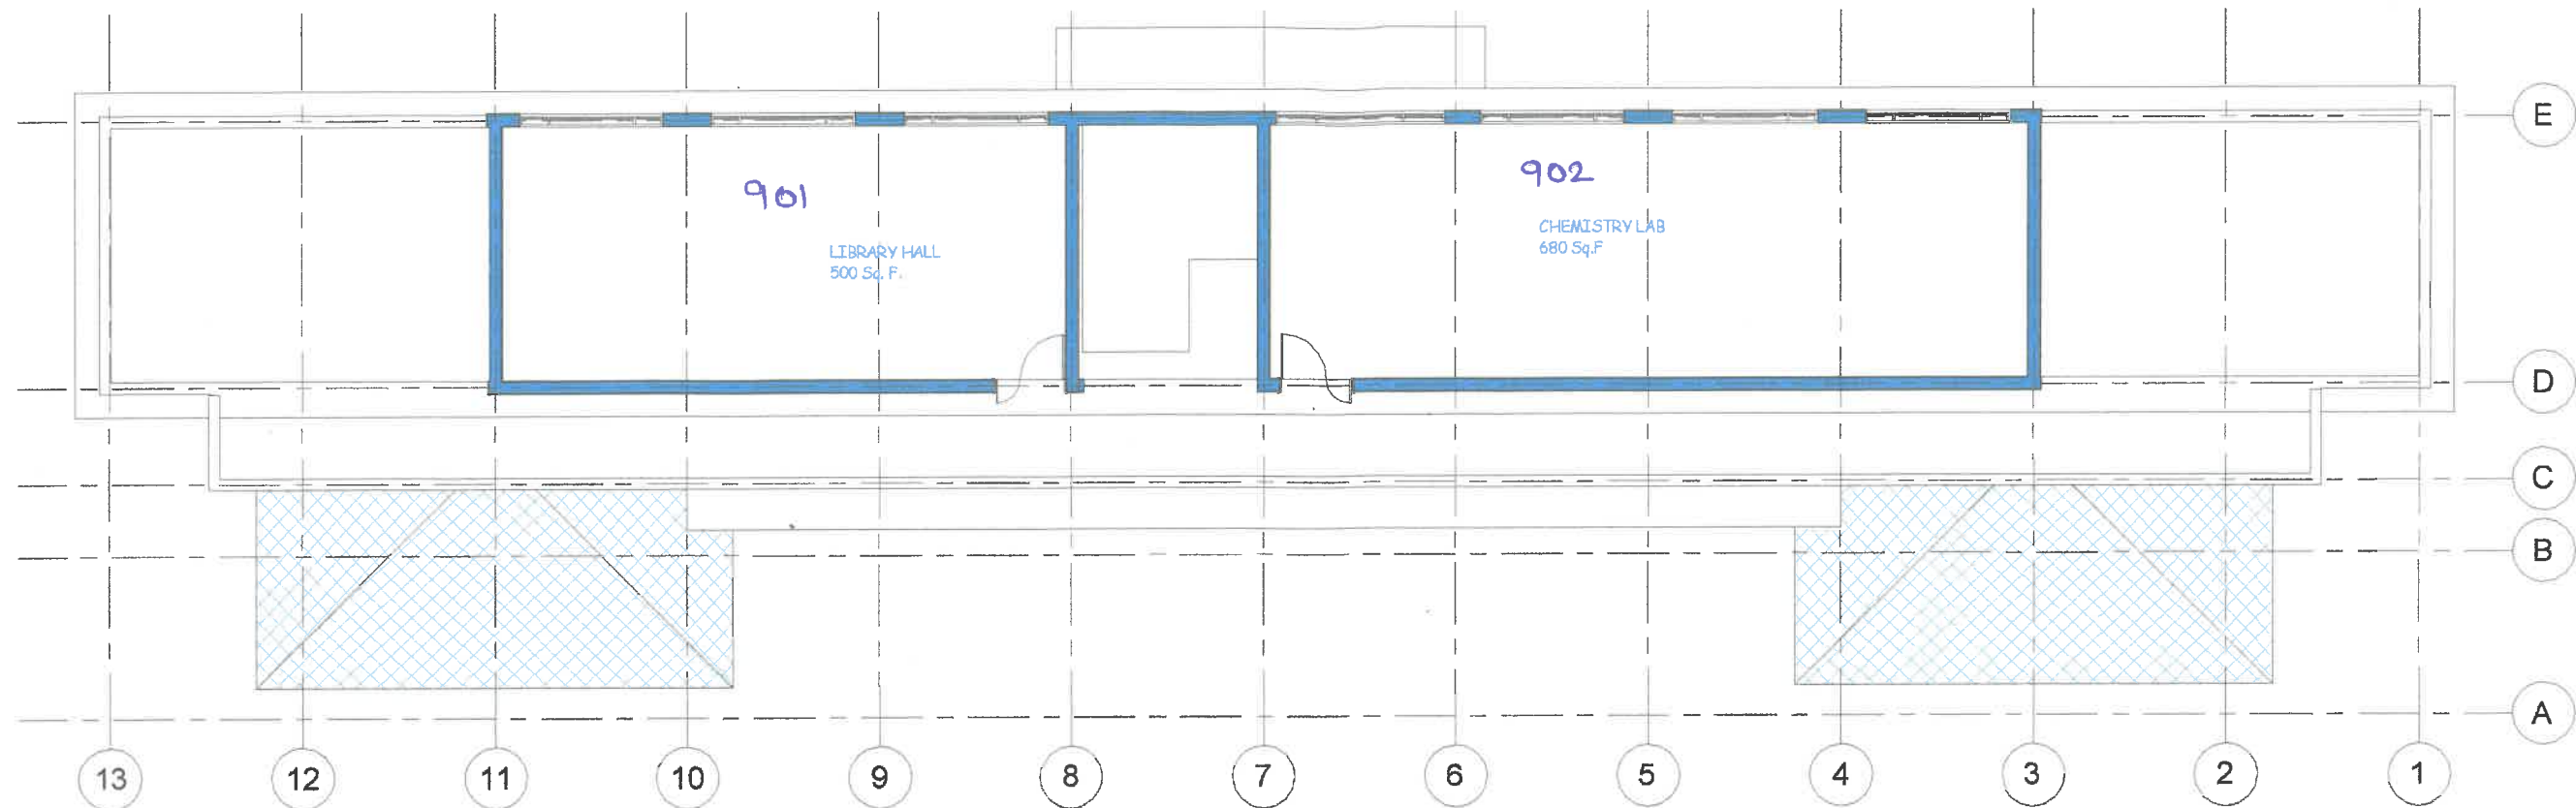 E
901
902
LIBRARY HALL
500 Sq. F.
CHEMISTRY LAB
680 Sq.F
D
C
B
A
13 12 11 10 9 8 7 6 5 4 3 2 1